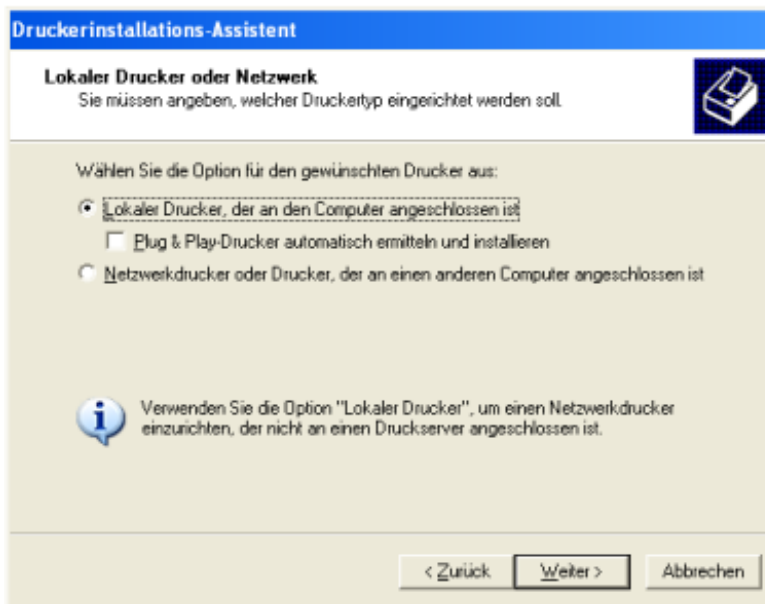 Druckerinstallations-Assistent
Lokaler Drucker oder Netzwerk
Sie müssen angeben, welcher Druckertyp eingerichtet werden soll.
Wählen Sie die Option für den gewünschten Drucker aus:
Lokaler Drucker, der an den Computer angeschlossen ist
Plug & Play-Drucker automatisch ermitteln und installieren
Netzwerkdrucker oder Drucker, der an einen anderen Computer angeschlossen ist
Verwenden Sie die Option "Lokaler Drucker", um einen Netzwerkdrucker
einzurichten, der nicht an einen Druckserver angeschlossen ist.
< Zurück Weiter > Abbrechen